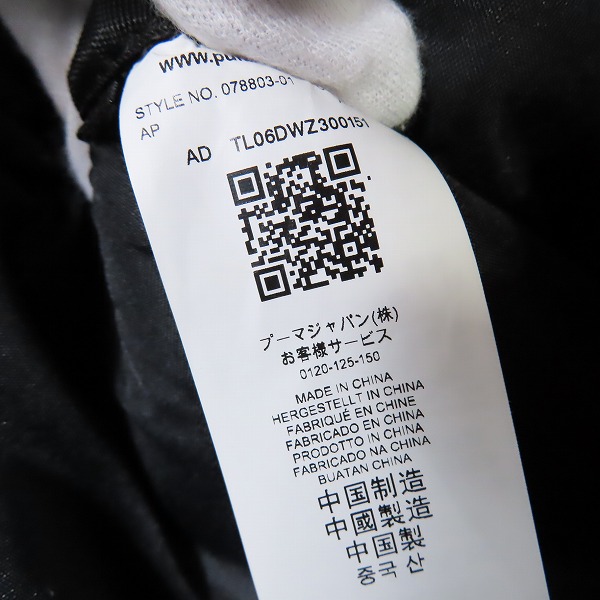 STYLE NO. 078803-01
AP
AD TL06DWZ300151
プーマジャパン(株)
お客様サービス
0120-125-150
MADE IN CHINA
HERGESTELLT IN CHINA
FABRIQUÉ EN CHINE
FABRICADO EN CHINA
PRODOTTO IN CHINA
FABRICADO NA CHINA
BUATAN CHINA
中国制造
中國製造
中国製
중국 산